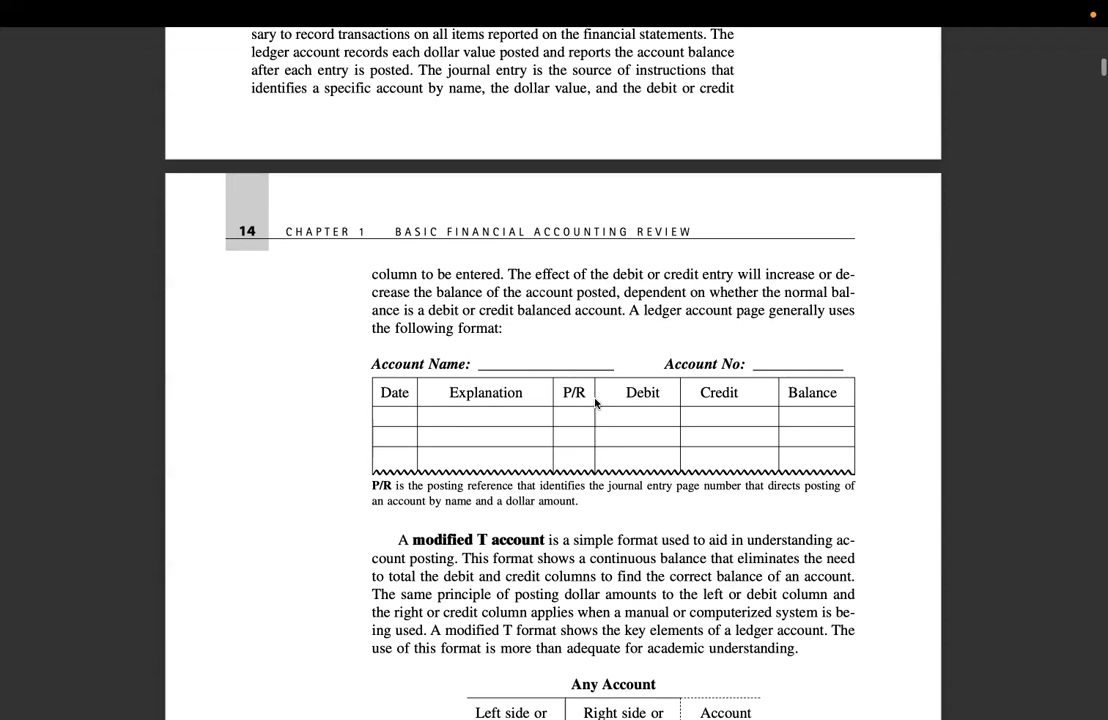 sary to record transactions on all items reported on the financial statements. The
ledger account records each dollar value posted and reports the account balance
after each entry is posted. The journal entry is the source of instructions that
identifies a specific account by name, the dollar value, and the debit or credit
14 CHAPTER 1 BASIC FINANCIAL ACCOUNTING REVIEW
column to be entered. The effect of the debit or credit entry will increase or de-
crease the balance of the account posted, dependent on whether the normal bal-
ance is a debit or credit balanced account. A ledger account page generally uses
the following format:
Account Name: ________________ Account No: ___________
Date Explanation P/R Debit Credit Balance
P/R is the posting reference that identifies the journal entry page number that directs posting of
an account by name and a dollar amount.
A modified T account is a simple format used to aid in understanding ac-
count posting. This format shows a continuous balance that eliminates the need
to total the debit and credit columns to find the correct balance of an account.
The same principle of posting dollar amounts to the left or debit column and
the right or credit column applies when a manual or computerized system is be-
ing used. A modified T format shows the key elements of a ledger account. The
use of this format is more than adequate for academic understanding.
Any Account
Left side or Right side or Account